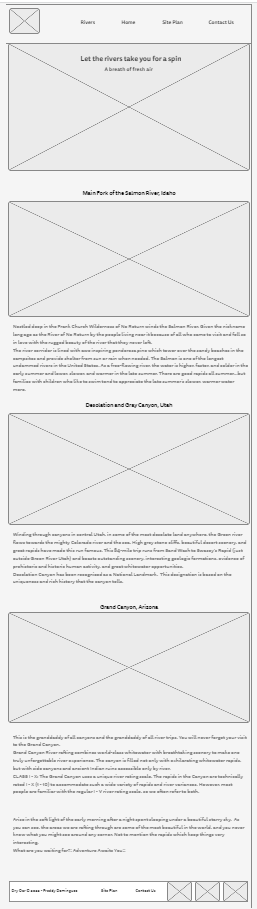 Rivers Home Site Plan Contact Us
Let the rivers take you for a spin
A breath of fresh air
Main Fork of the Salmon River, Idaho
Nestled deep in the Frank Church Wilderness of No Return winds the Salmon River. Given the nickname
long ago as the River of No Return by the people living near it because of all who came to visit and fell so
in love with the rugged beauty of the river that they never left.
The river corridor is lined with awe inspiring ponderosa pines which tower over the sandy beaches in the
campsites and provide shelter from sun or rain when needed. The Salmon is one of the largest
undammed rivers in the United States. As a free-flowing river, the water is higher, faster, and colder in the
early summer and lower, slower, and warmer in the late summer. There are good rapids all summer, but
families with children who like to swim tend to appreciate the late summer's slower, warmer water
more.
Desolation and Gray Canyon, Utah
Winding through canyons in central Utah, in some of the most desolate land anywhere, the Green river
flows towards the mighty Colorado river and the sea. High grey stone cliffs, beautiful desert canyon, and
great rapids have made this run famous. This mile trip runs from Sand Wash to Swasey's Rapid (just
outside Green River Utah) and boasts outstanding scenery, interesting geologic formations, evidence of
prehistoric and historic human activity, and great whitewater opportunities.
Desolation Canyon has been recognized as a National Landmark. This designation is based on the
uniqueness and rich history that the canyon tells.
Grand Canyon, Arizona
This is the granddaddy of all canyons and the granddaddy of all river trips. You will never forget your visit
to the Grand Canyon.
Grand Canyon River rafting combines world-class whitewater with breathtaking scenery to make one
truly unforgettable river experience. The canyon is filled not only with exhilarating whitewater rapids,
but with side canyons and ancient Indian ruins accessible only by river.
CLASS I - X: The Grand Canyon uses a unique river rating scale. The rapids in the Canyon are technically
rated I - X (1 - 10) to accommodate such a wide variety of rapids and river variances. However, most
people are familiar with the regular I - V river rating scale, as we often refer to both.
Arise in the soft light of the early morning after a night spent sleeping under a beautiful starry sky. As
you can see, the areas we are rafting through are some of the most beautiful in the world, and you never
know what you might see around any corner. Not to mention the rapids which keep things very
interesting.
What are you waiting for? Adventure Awaits You!
Site Plan Contact Us